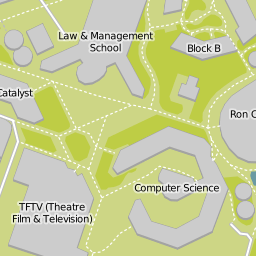 Law & Management
School
Block B
Catalyst
Ron C
Computer Science
TFTV (Theatre
Film & Television)